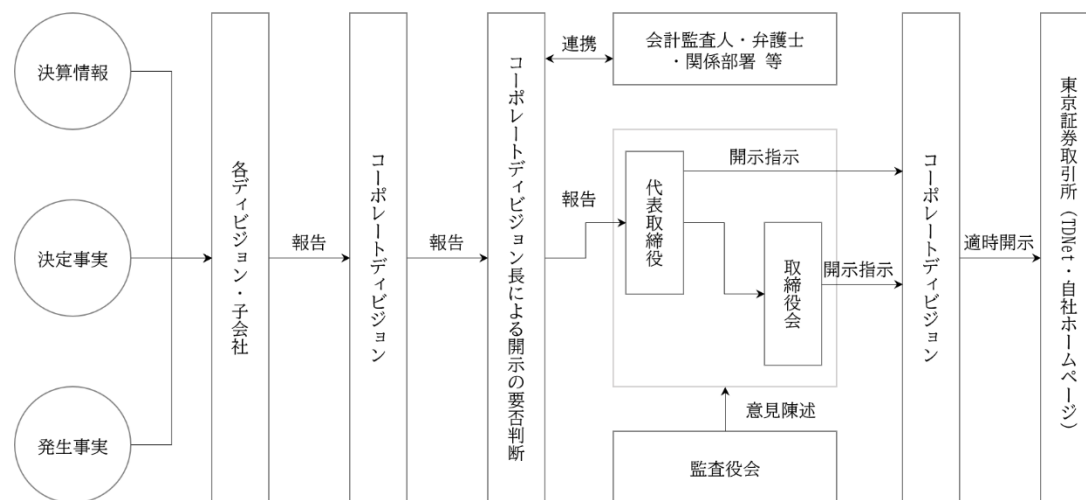 決算情報
決定事実
発生事実
各ディビジョン・子会社
報告
コーポレートディビジョン
報告
コーポレートディビジョン長による開示の要否判断
連携
会計監査人・弁護士
・関係部署 等
報告
代表取締役
開示指示
取締役会
開示指示
意見陳述
監査役会
コーポレートディビジョン
適時開示
東京証券取引所(TDNet・自社ホームページ)